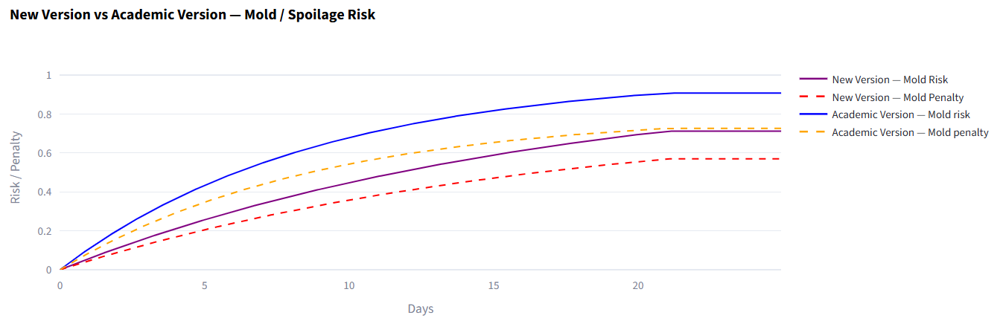 New Version vs Academic Version — Mold / Spoilage Risk
1
0.8
0.6
0.4
0.2
0
Risk / Penalty
0
5
10
15
20
Days
New Version — Mold Risk
New Version — Mold Penalty
Academic Version — Mold risk
Academic Version — Mold penalty